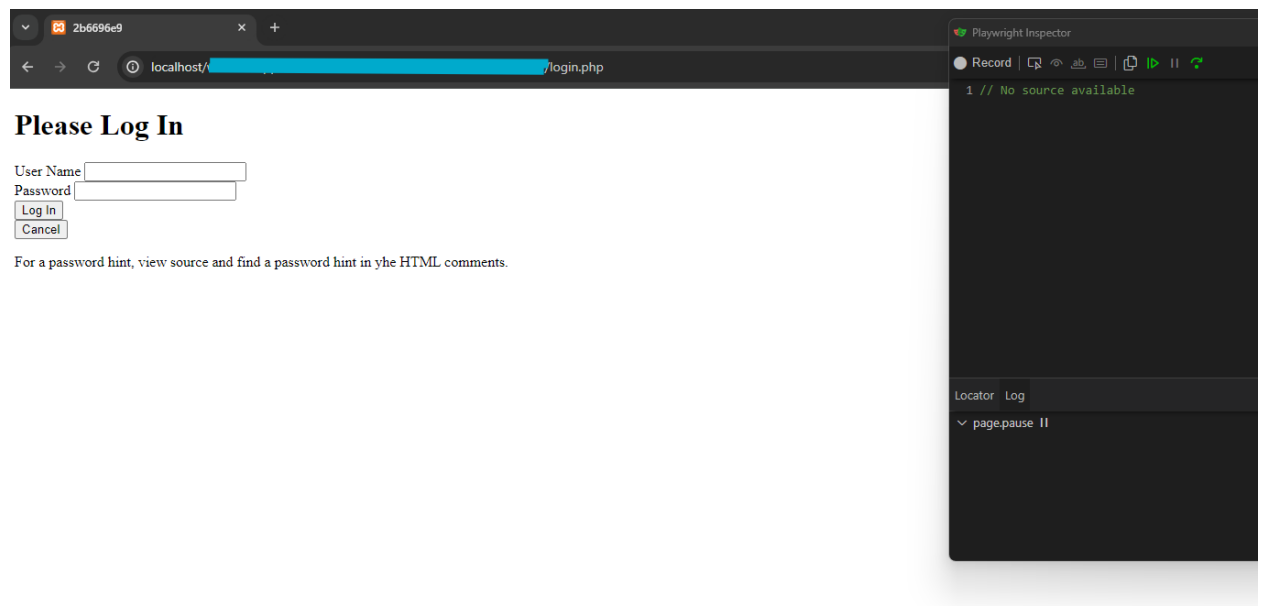 2b6696e9
localhost/
/login.php
Please Log In
User Name
Password
Log In
Cancel
For a password hint, view source and find a password hint in yhe HTML comments.
Playwright Inspector
Record
1 // No source available
Locator Log
page.pause